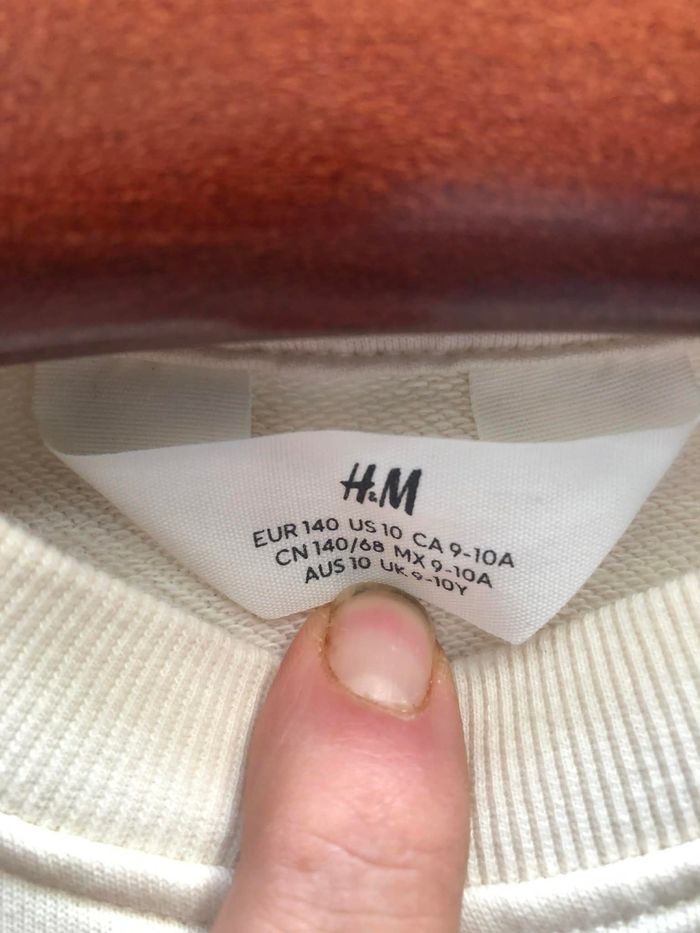 H&M
EUR 140 US 10 CA 9-10A
CN 140/68 MX 9-10A
AUS 10 UK 9-10Y